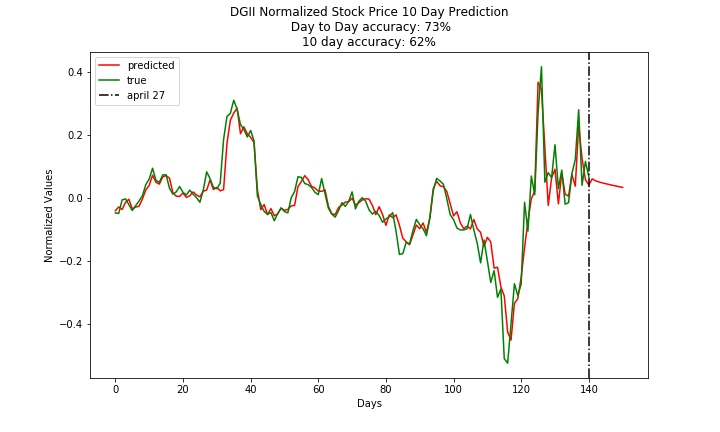 DGII Normalized Stock Price 10 Day Prediction
Day to Day accuracy: 73%
10 day accuracy: 62%
predicted
true
april 27
0.4
0.2
0.0
−0.2
−0.4
Normalized Values
0 20 40 60 80 100 120 140
Days